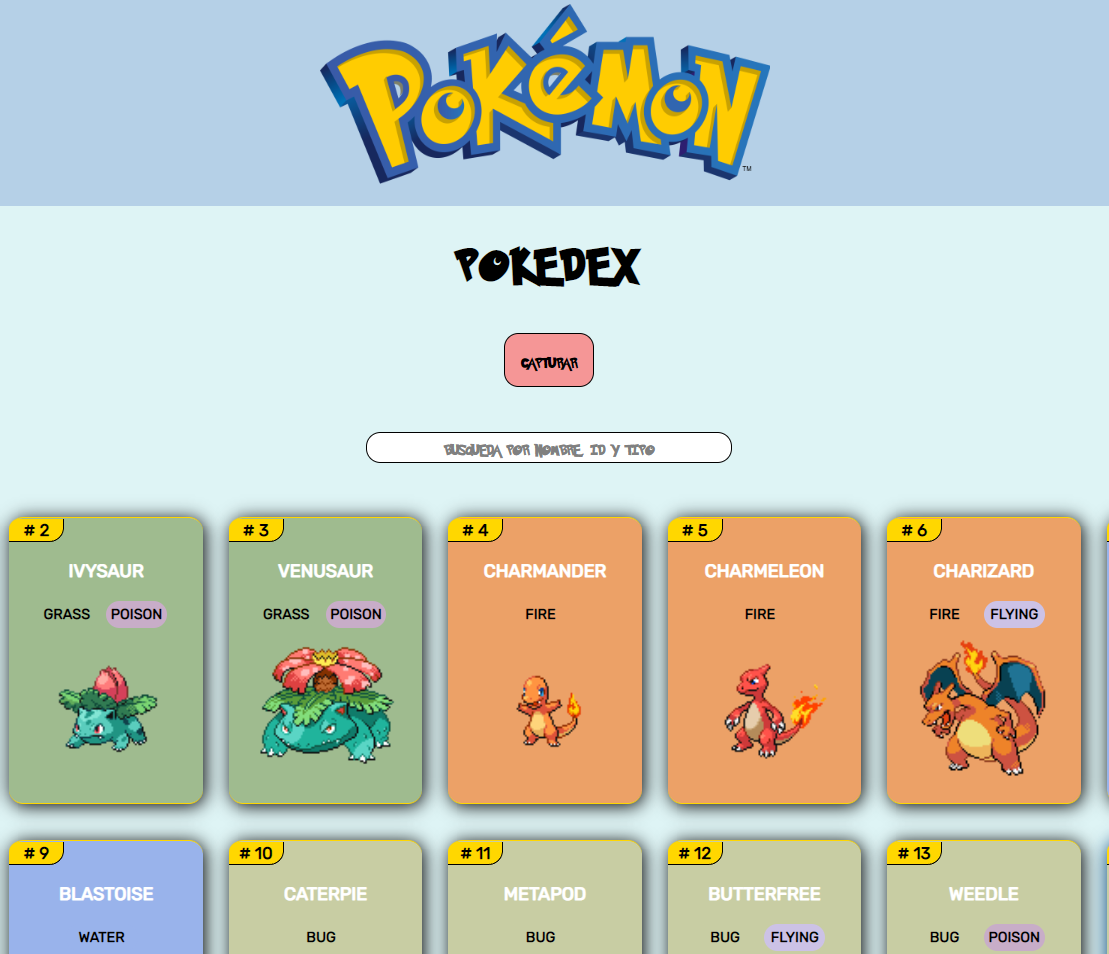 Pokémon
TM
POKEDEX
CAPTURAR
BUSQUEDA POR NOMBRE, ID Y TIPO
# 2
# 3
# 4
# 5
# 6
IVYSAUR
VENUSAUR
CHARMANDER
CHARMELEON
CHARIZARD
GRASS POISON
GRASS POISON
FIRE
FIRE
FIRE FLYING
# 9
# 10
# 11
# 12
# 13
BLASTOISE
CATERPIE
METAPOD
BUTTERFREE
WEEDLE
WATER
BUG
BUG
BUG FLYING
BUG POISON